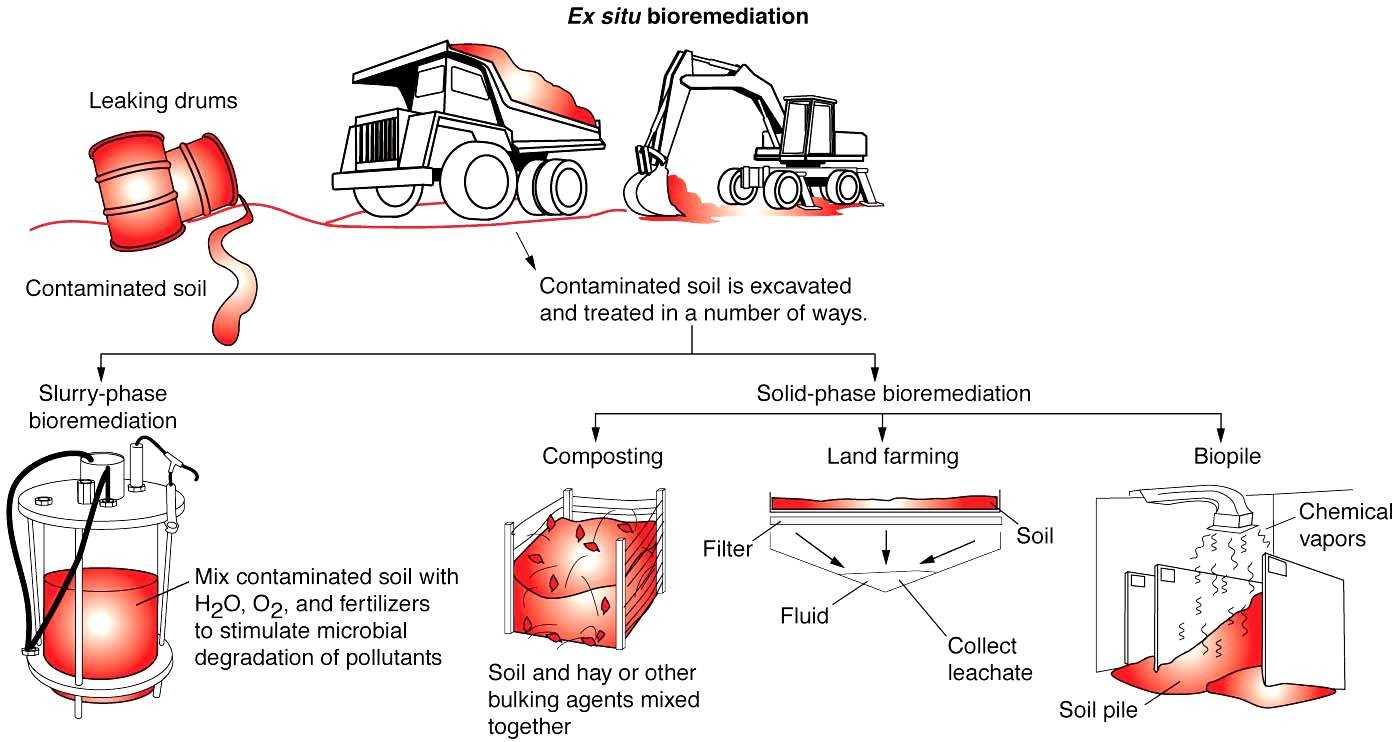 Ex situ bioremediation
Leaking drums
Contaminated soil
Contaminated soil is excavated
and treated in a number of ways.
Slurry-phase
bioremediation
Solid-phase bioremediation
Composting
Land farming
Biopile
Mix contaminated soil with
H2O, O2, and fertilizers
to stimulate microbial
degradation of pollutants
Soil and hay or other
bulking agents mixed
together
Filter
Soil
Fluid
Collect
leachate
Chemical
vapors
Soil pile